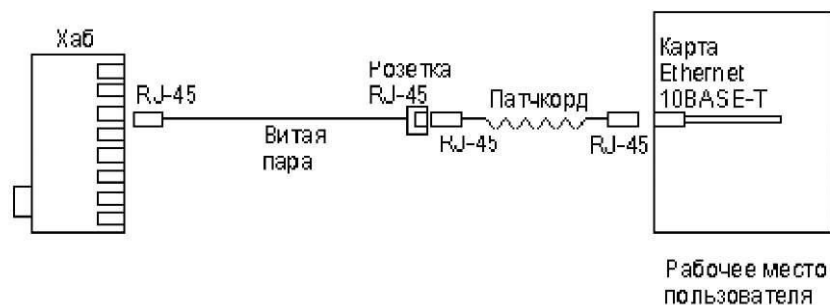 Хаб
RJ-45
Витая
пара
Розетка
RJ-45
RJ-45
Патчкорд
RJ-45
Карта
Ethernet
10BASE-T
Рабочее место
пользователя